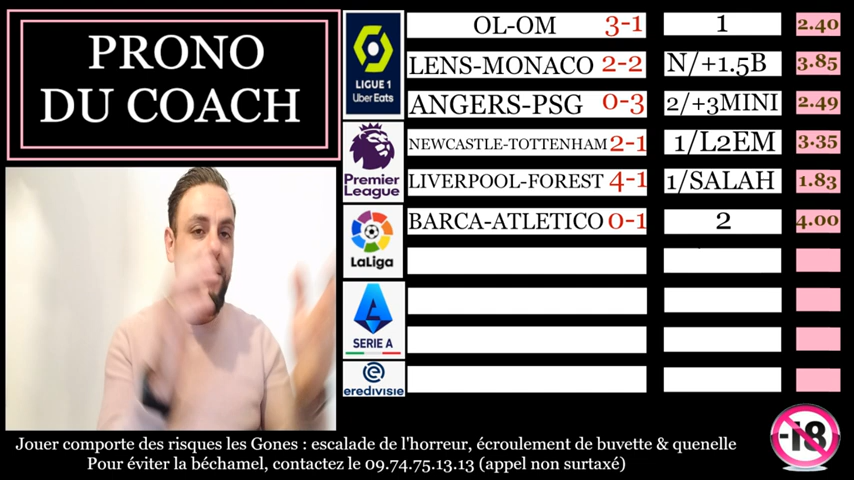 PRONO
DU COACH
LIGUE 1
Uber Eats
OL-OM 3-1 1 2.40
LENS-MONACO 2-2 N/+1.5B 3.85
ANGERS-PSG 0-3 2/+3MINI 2.49
Premier
League
NEWCASTLE-TOTTENHAM 2-1 1/L2EM 3.35
LIVERPOOL-FOREST 4-1 1/SALAH 1.83
LaLiga
BARCA-ATLETICO 0-1 2 4.00
SERIE A
eREDIVISIE
-18
Jouer comporte des risques les Gones : escalade de l'horreur, écroulement de buvette & quenelle
Pour éviter la béchamel, contactez le 09.74.75.13.13 (appel non surtaxé)